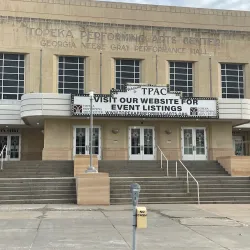 TOPEKA PERFORMING ARTS CENTER
GEORGIA NEESE GRAY PERFORMANCE HALL
TPAC
VISIT OUR WEBSITE FOR
EVENT LISTINGS